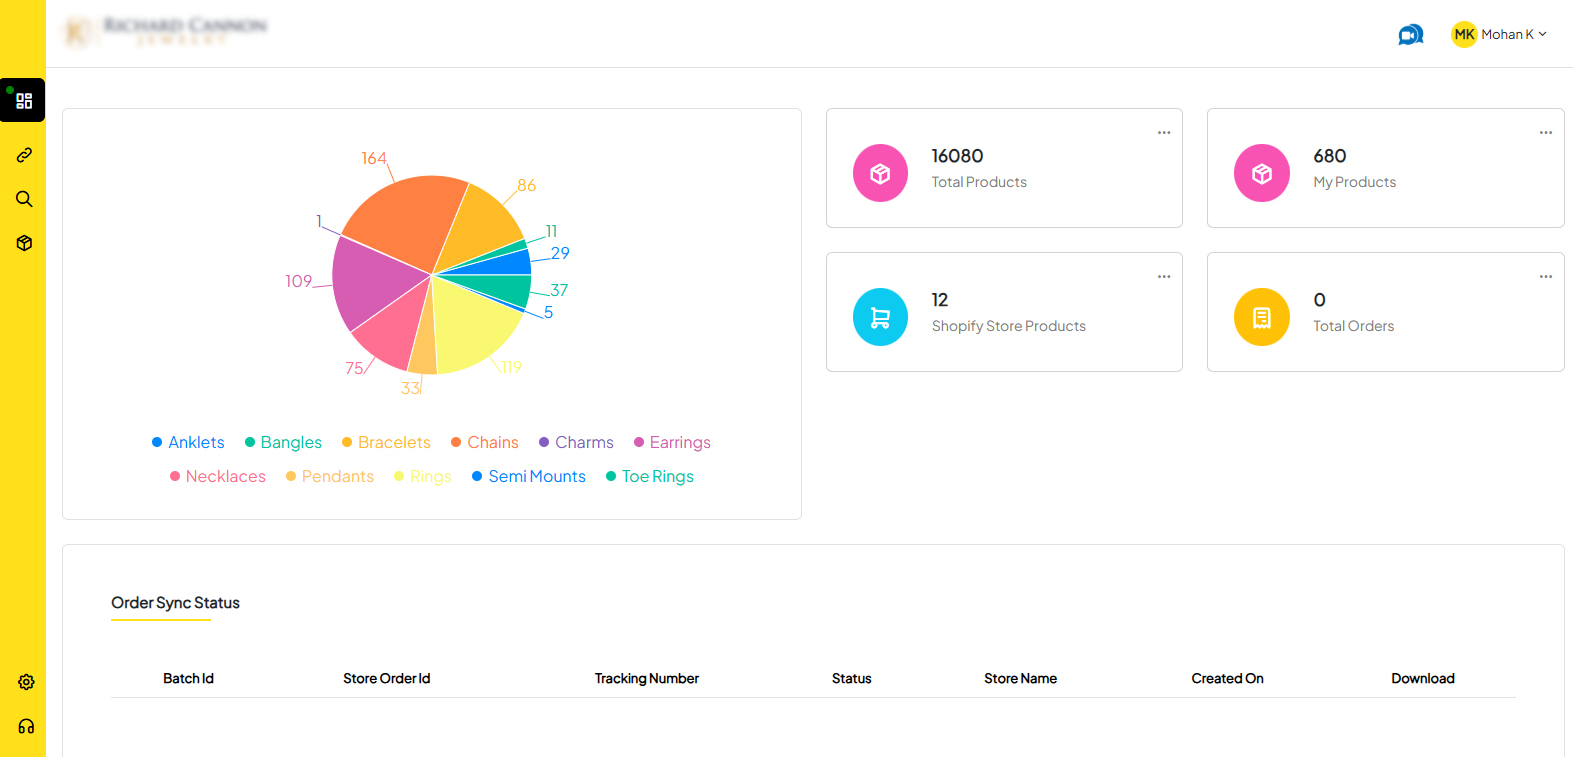 RICHARD CANNON
JEWELRY
MK Mohan K
164
86
1
11
29
109
37
5
75
119
33
Anklets Bangles Bracelets Chains Charms Earrings
Necklaces Pendants Rings Semi Mounts Toe Rings
16080
Total Products
680
My Products
12
Shopify Store Products
0
Total Orders
Order Sync Status
Batch Id Store Order Id Tracking Number Status Store Name Created On Download